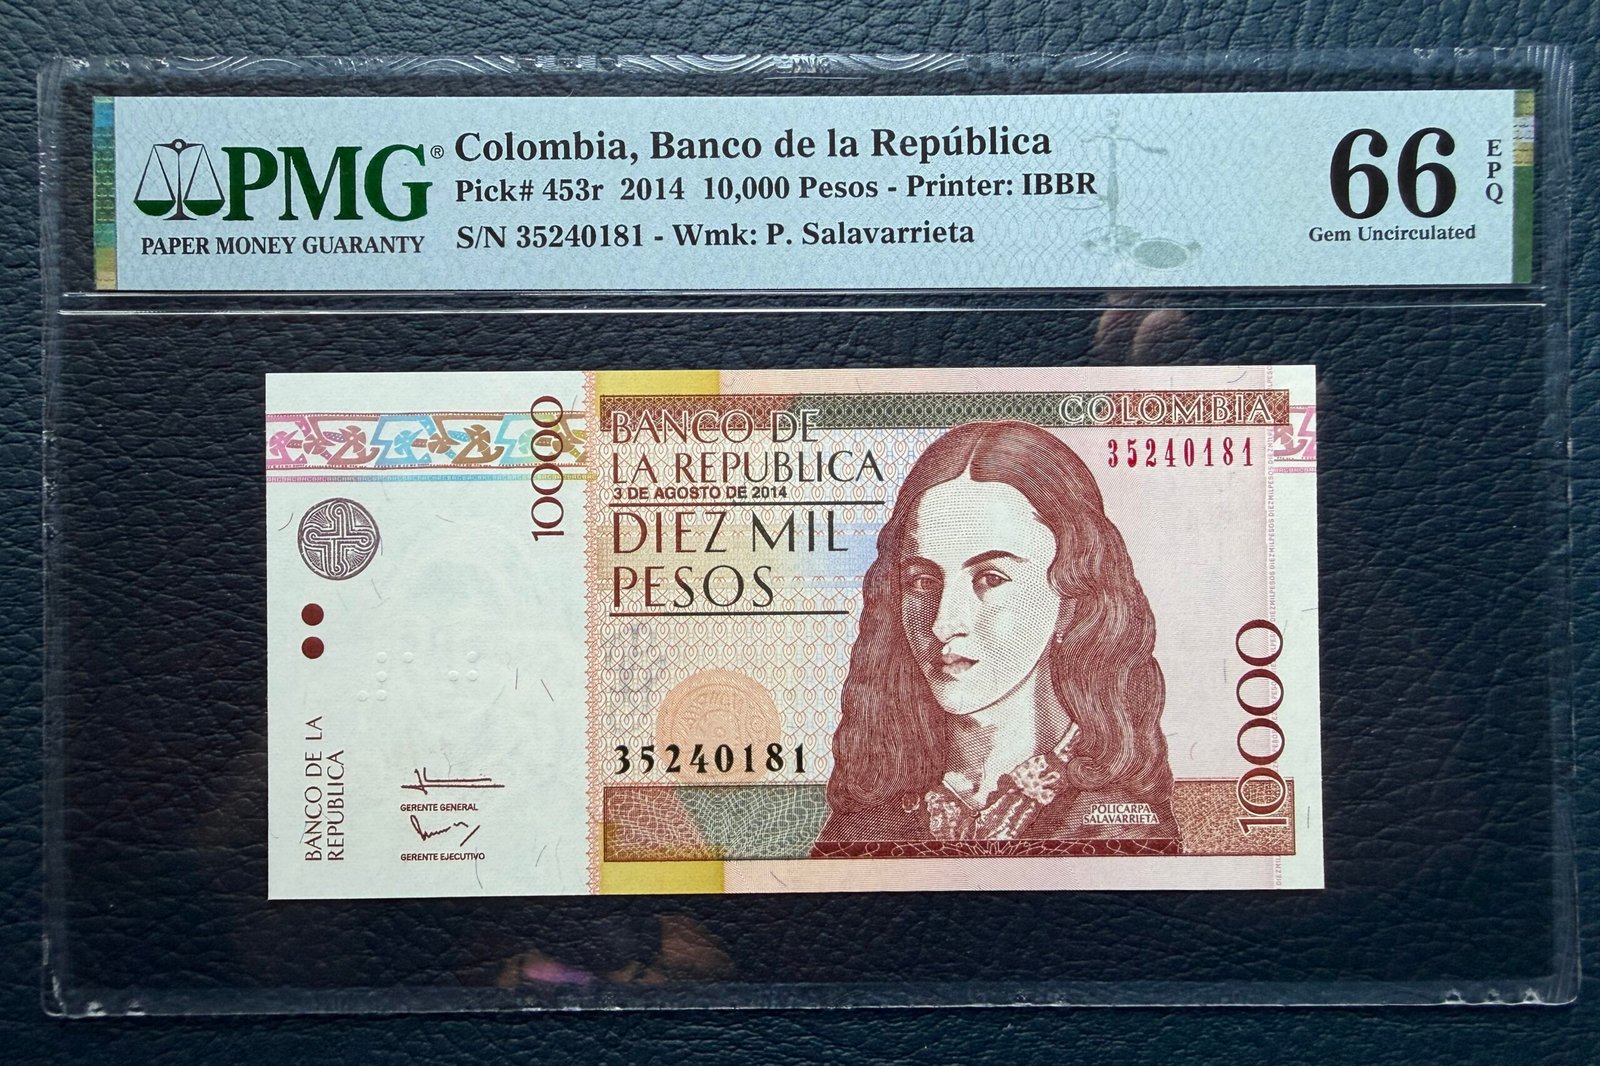 PMG®
PAPER MONEY GUARANTY
Colombia, Banco de la República
Pick# 453r 2014 10,000 Pesos - Printer: IBBR
S/N 35240181 - Wmk: P. Salavarrieta
66
EPQ
Gem Uncirculated
10000
BANCO DE
LA REPUBLICA
3 DE AGOSTO DE 2014
DIEZ MIL
PESOS
COLOMBIA
35240181
35240181
BANCO DE LA
REPUBLICA
GERENTE GENERAL
GERENTE EJECUTIVO
POLICARPA
SALAVARRIETA
10000